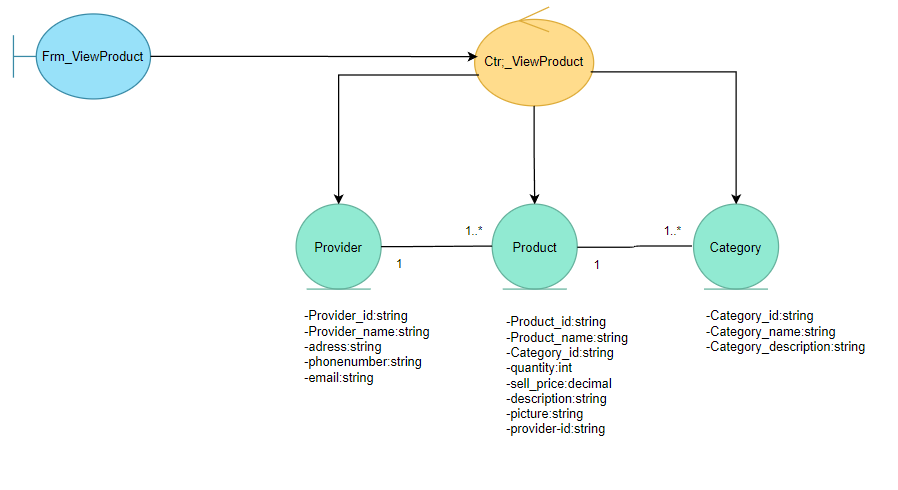 Frm_ViewProduct
Ctr;_ViewProduct
1..*
1..*
Provider
Product
Category
1
1
-Provider_id:string
-Provider_name:string
-adress:string
-phonenumber:string
-email:string
-Product_id:string
-Product_name:string
-Category_id:string
-quantity:int
-sell_price:decimal
-description:string
-picture:string
-provider-id:string
-Category_id:string
-Category_name:string
-Category_description:string